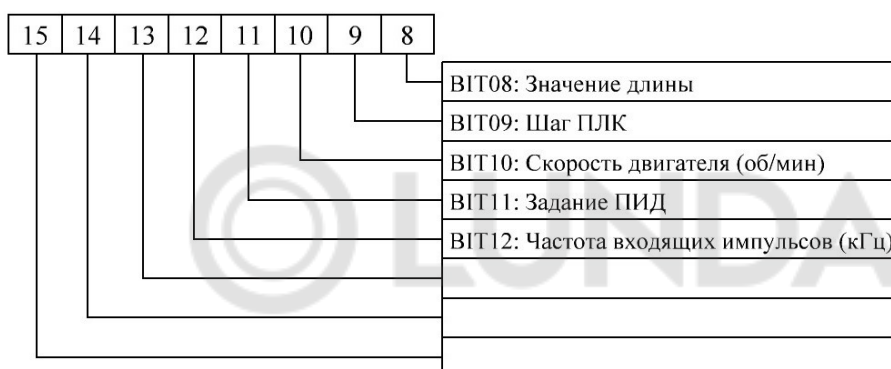 15 14 13 12 11 10 9 8
BIT08: Значение длины
BIT09: Шаг ПЛК
BIT10: Скорость двигателя (об/мин)
BIT11: Задание ПИД
BIT12: Частота входящих импульсов (кГц)
LUNDA